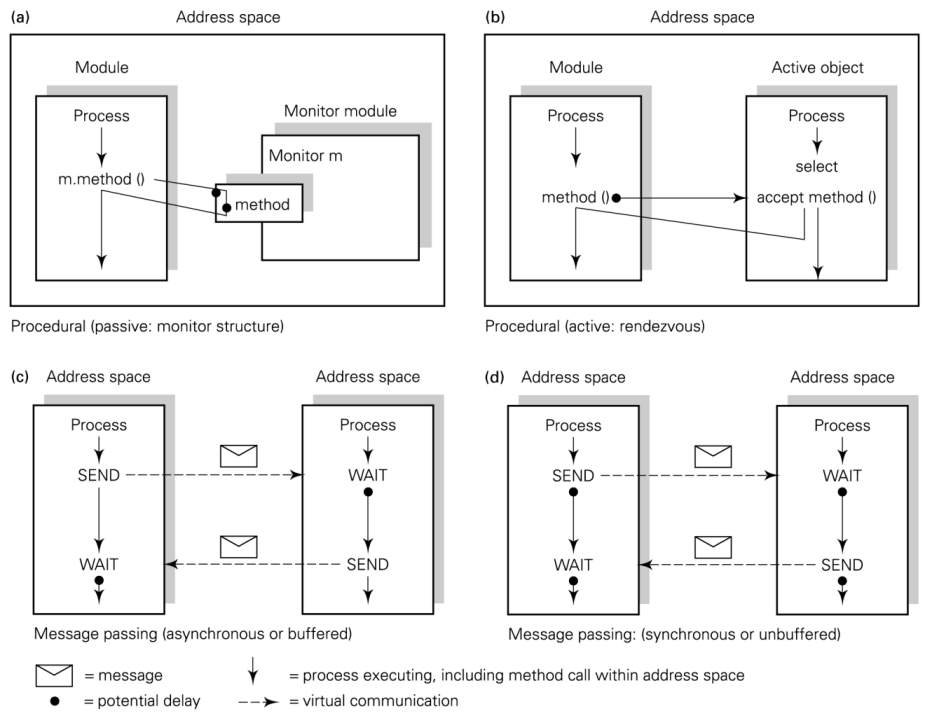 (a)
Address space
Module
Process
m.method ()
Monitor module
Monitor m
method
Procedural (passive: monitor structure)
(b)
Address space
Module
Active object
Process
Process
select
method ()
accept method ()
Procedural (active: rendezvous)
(c)
Address space
Address space
Process
Process
SEND
WAIT
WAIT
SEND
Message passing (asynchronous or buffered)
(d)
Address space
Address space
Process
Process
SEND
WAIT
WAIT
SEND
Message passing: (synchronous or unbuffered)
= message
= process executing, including method call within address space
= potential delay
= virtual communication